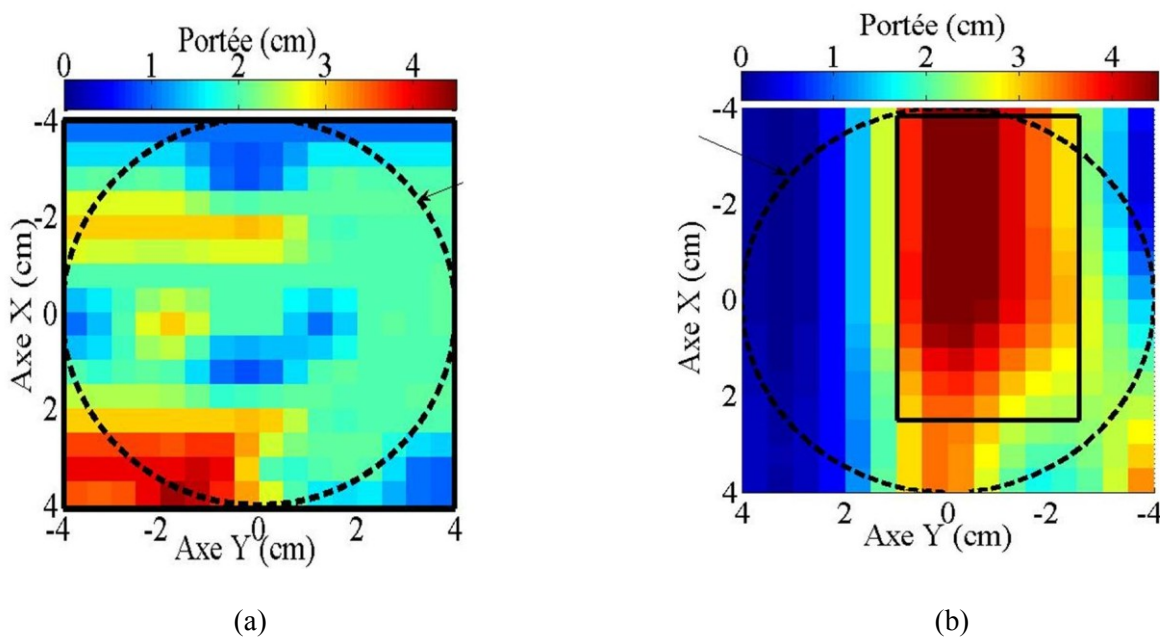 Portée (cm)
0 1 2 3 4
-4
-2
0
2
4
Axe X (cm)
-4 -2 0 2 4
Axe Y (cm)
(a)
Portée (cm)
0 1 2 3 4
-4
-2
0
2
4
Axe X (cm)
4 2 0 -2 -4
Axe Y (cm)
(b)